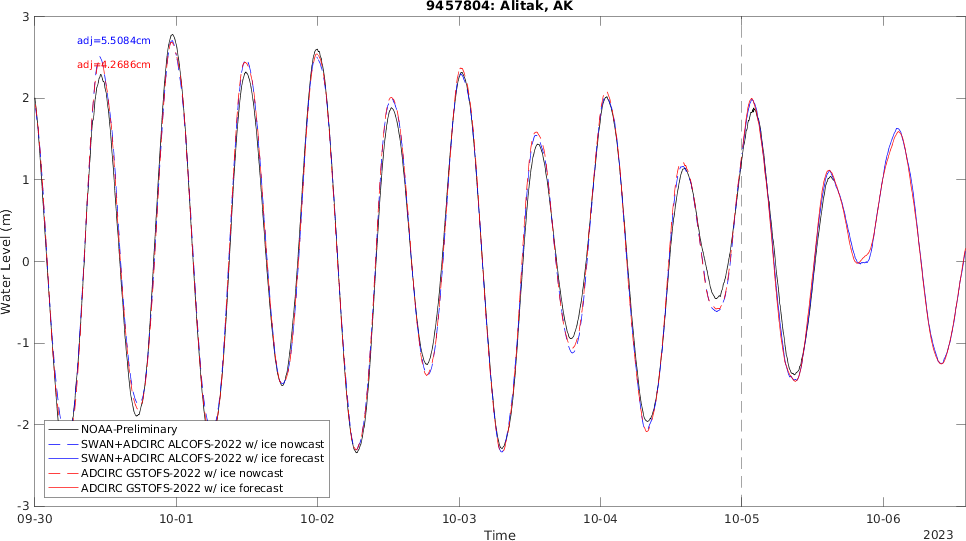 9457804: Alitak, AK
adj=5.5084cm
adj=4.2686cm
3
2
1
0
-1
-2
-3
Water Level (m)
NOAA-Preliminary
SWAN+ADCIRC ALCOFS-2022 w/ ice nowcast
SWAN+ADCIRC ALCOFS-2022 w/ ice forecast
ADCIRC GSTOFS-2022 w/ ice nowcast
ADCIRC GSTOFS-2022 w/ ice forecast
09-30 10-01 10-02 10-03 10-04 10-05 10-06
Time
2023